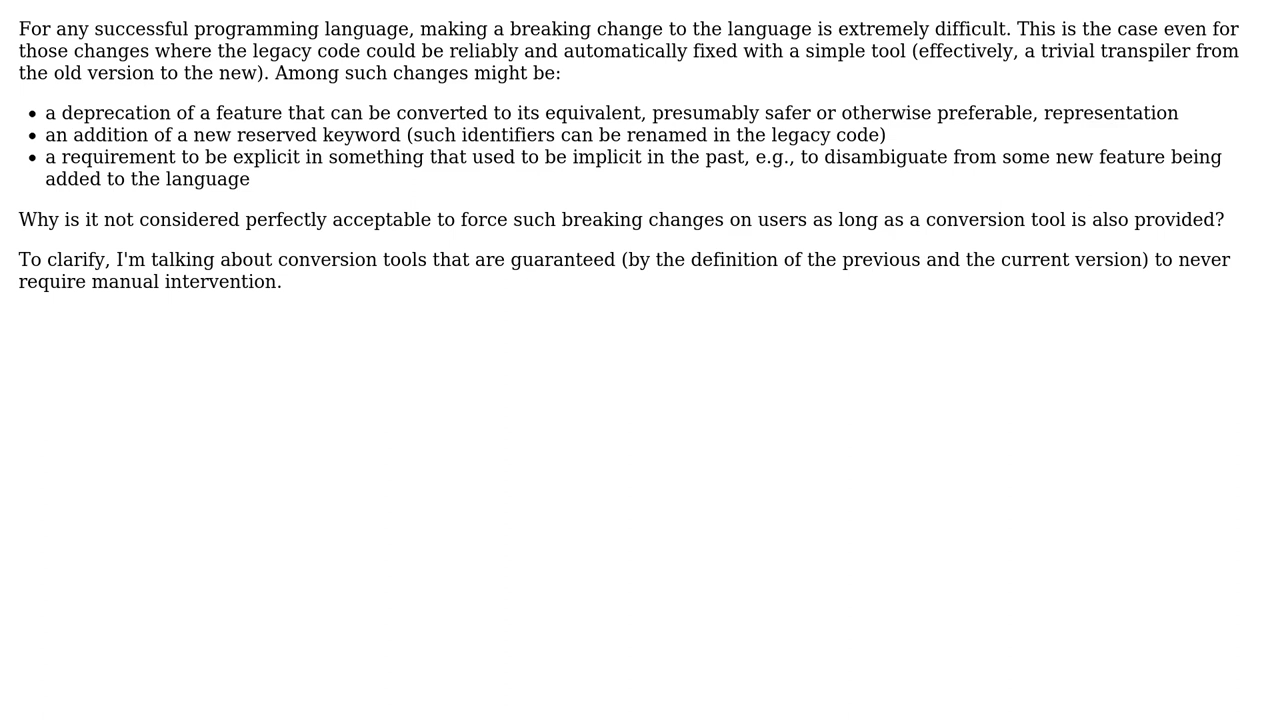 For any successful programming language, making a breaking change to the language is extremely difficult. This is the case even for
those changes where the legacy code could be reliably and automatically fixed with a simple tool (effectively, a trivial transpiler from
the old version to the new). Among such changes might be:
• a deprecation of a feature that can be converted to its equivalent, presumably safer or otherwise preferable, representation
• an addition of a new reserved keyword (such identifiers can be renamed in the legacy code)
• a requirement to be explicit in something that used to be implicit in the past, e.g., to disambiguate from some new feature being
added to the language
Why is it not considered perfectly acceptable to force such breaking changes on users as long as a conversion tool is also provided?
To clarify, I'm talking about conversion tools that are guaranteed (by the definition of the previous and the current version) to never
require manual intervention.